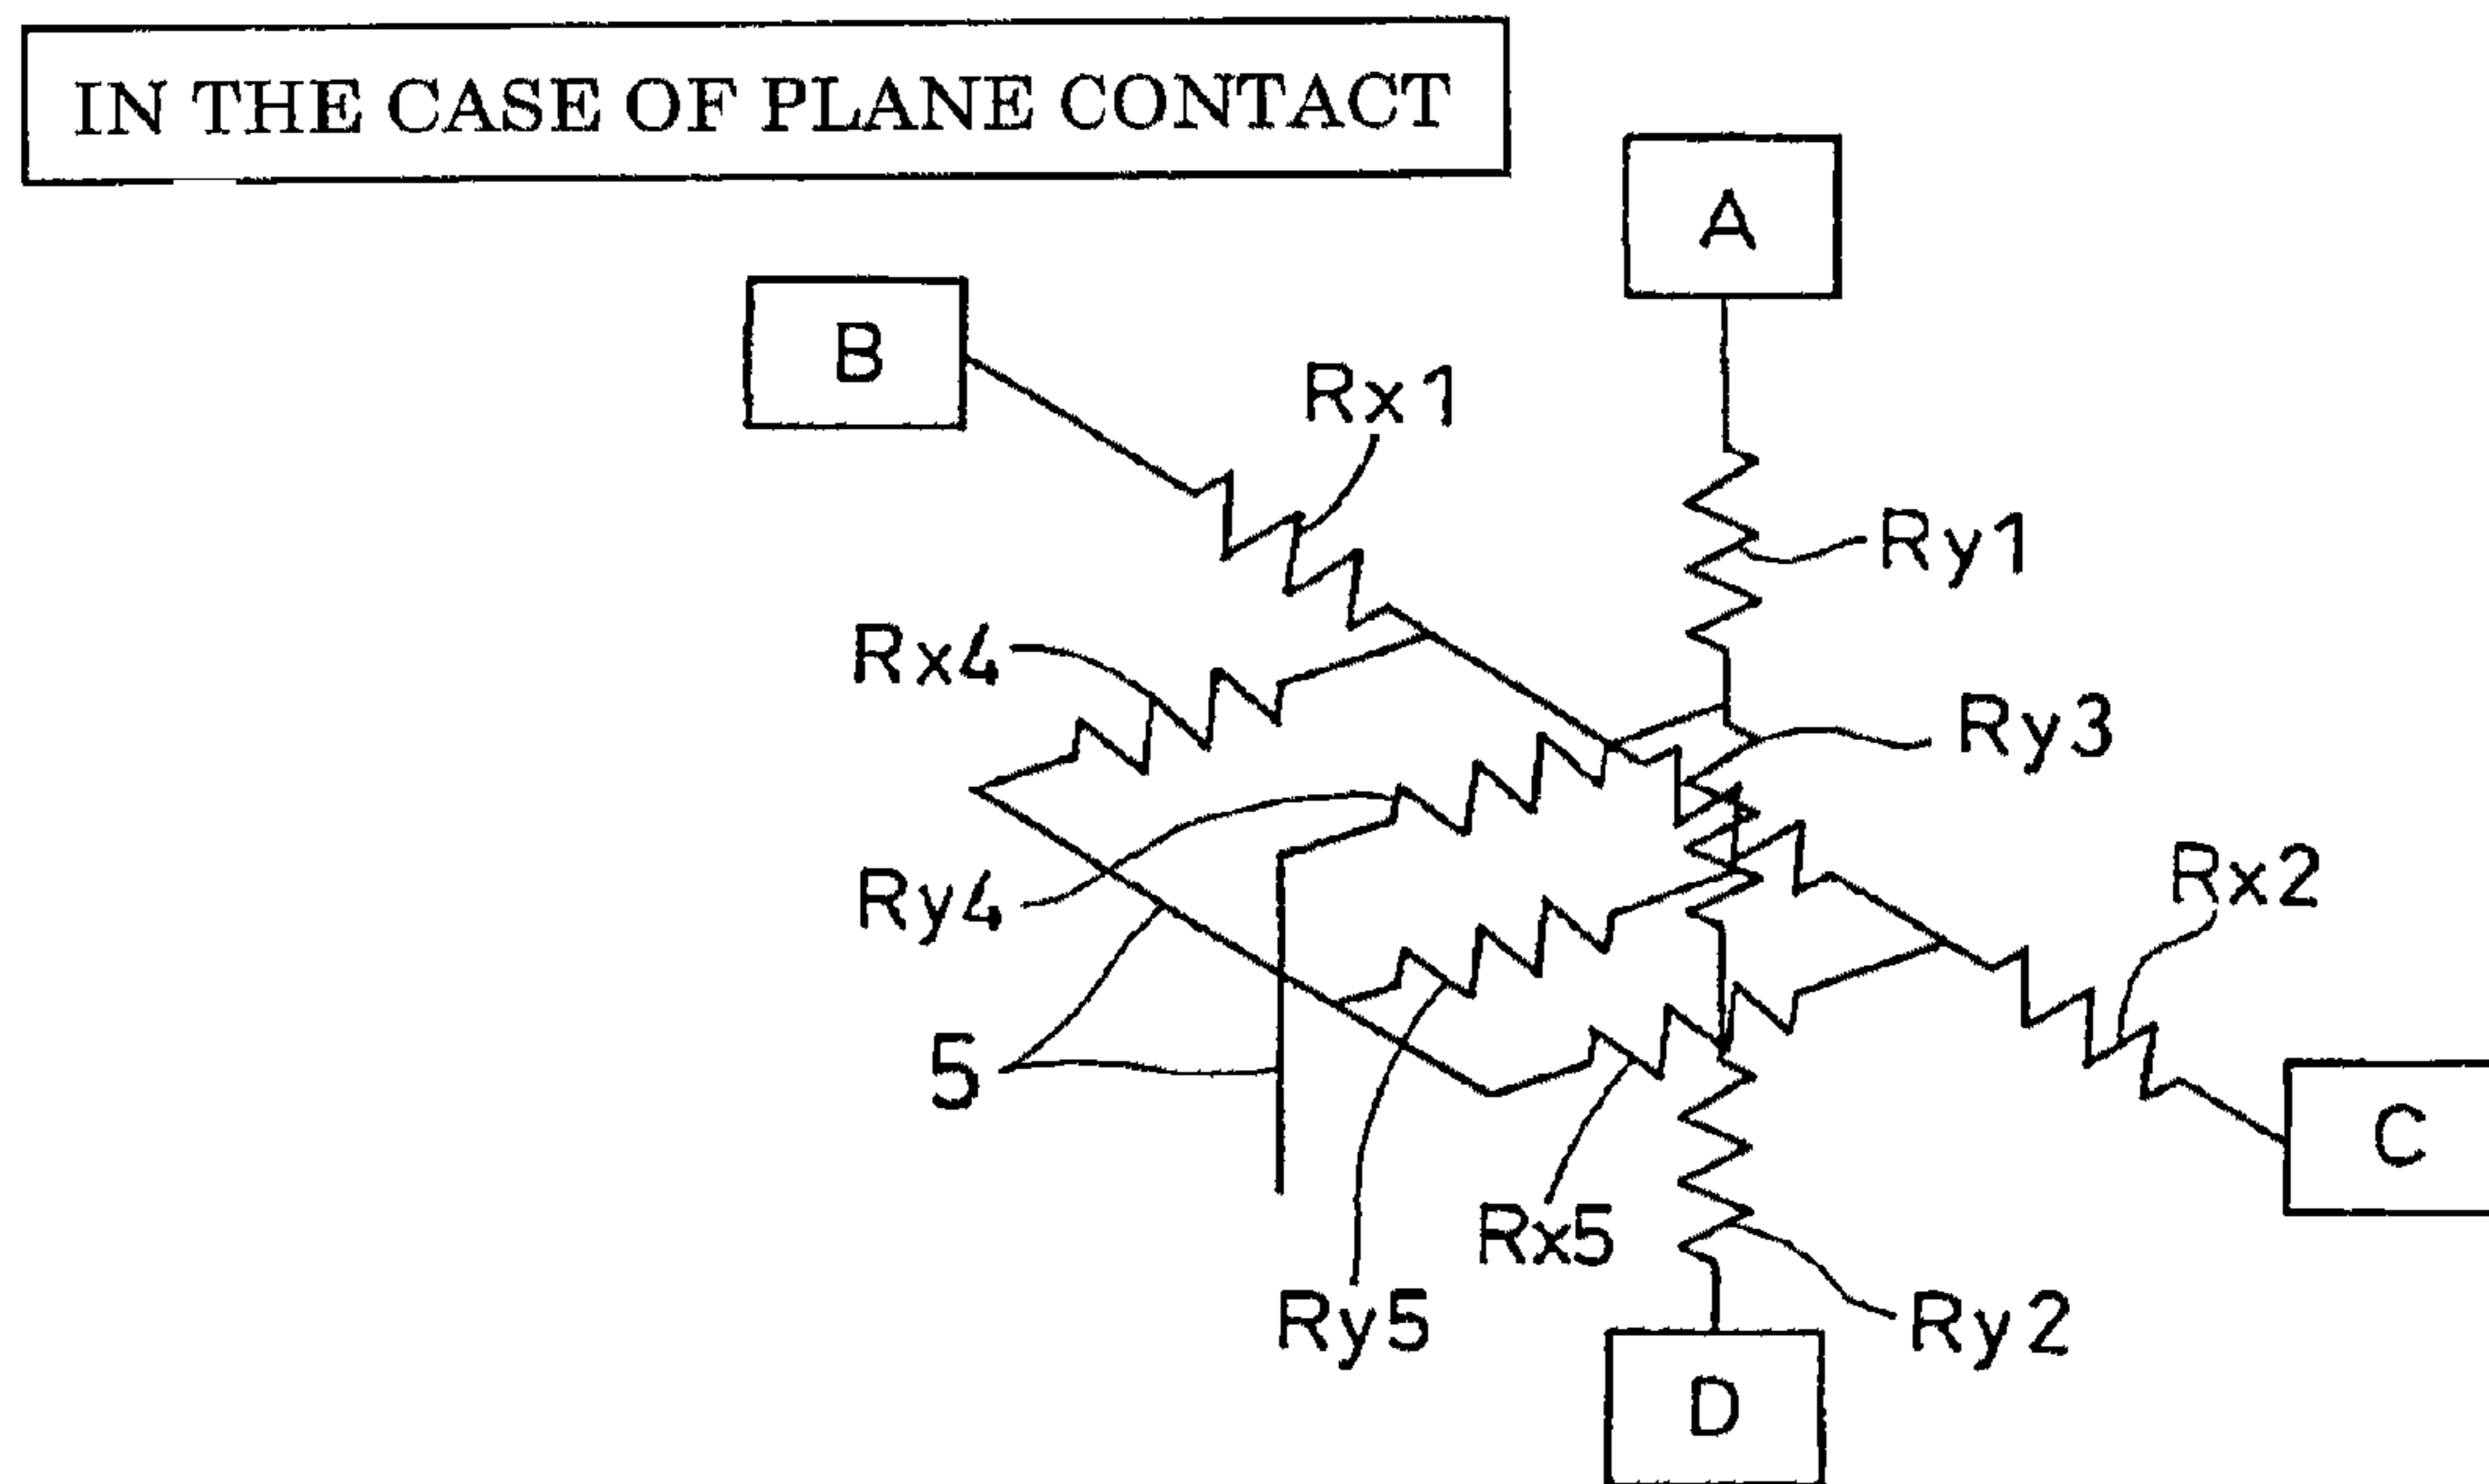 IN THE CASE OF PLANE CONTACT
A
B
Rx1
Ry1
Rx4
Ry3
Ry4
Rx2
5
C
Rx5
Ry5
Ry2
D